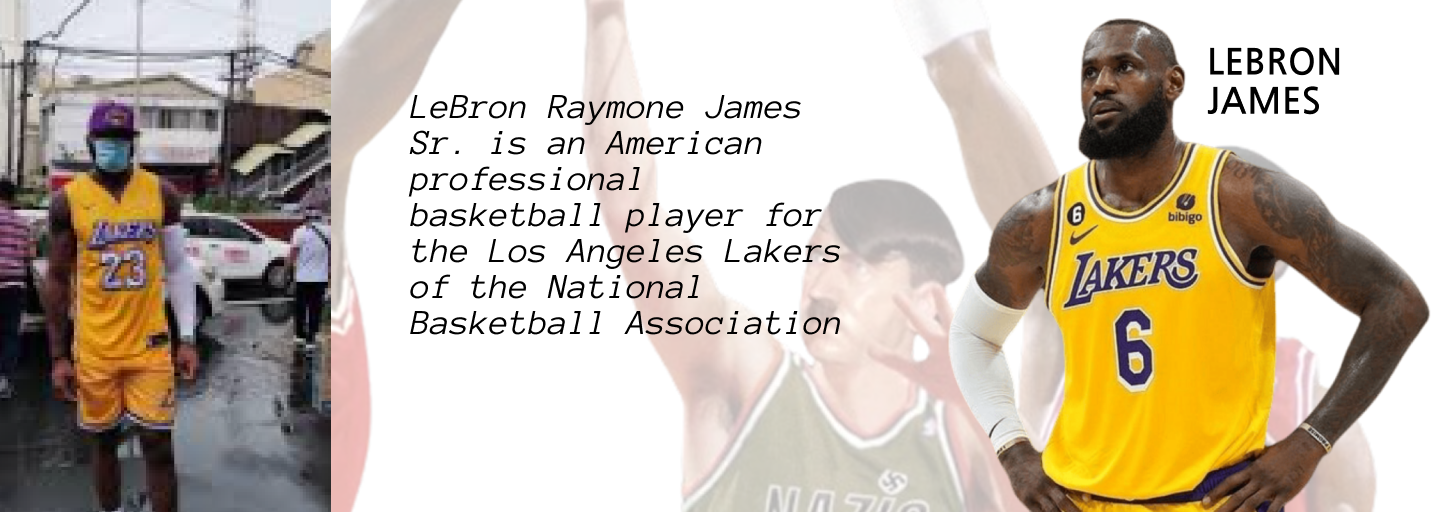 LeBron Raymone James
Sr. is an American
professional
basketball player for
the Los Angeles Lakers
of the National
Basketball Association
LEBRON
JAMES
LAKERS
23
6
bibigo
LAKERS
6
NAZIS